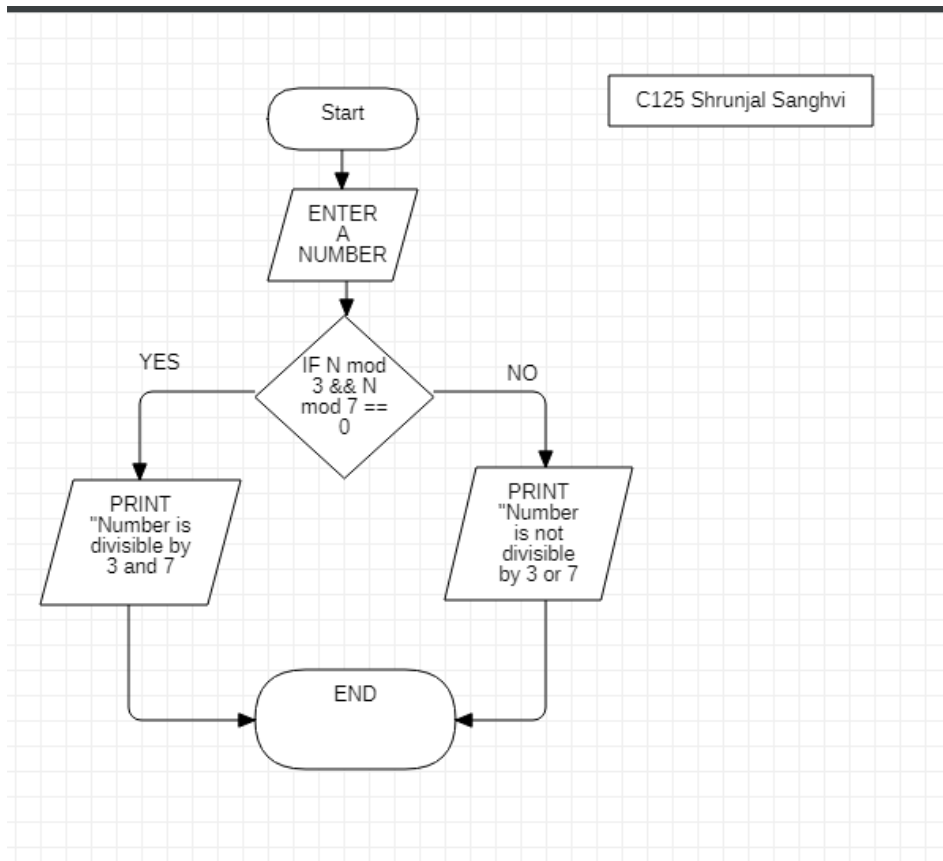 Start
C125 Shrunjal Sanghvi
ENTER
A
NUMBER
YES
NO
IF N mod
3 && N
mod 7 ==
0
PRINT
"Number is
divisible by
3 and 7
PRINT
"Number
is not
divisible
by 3 or 7
END